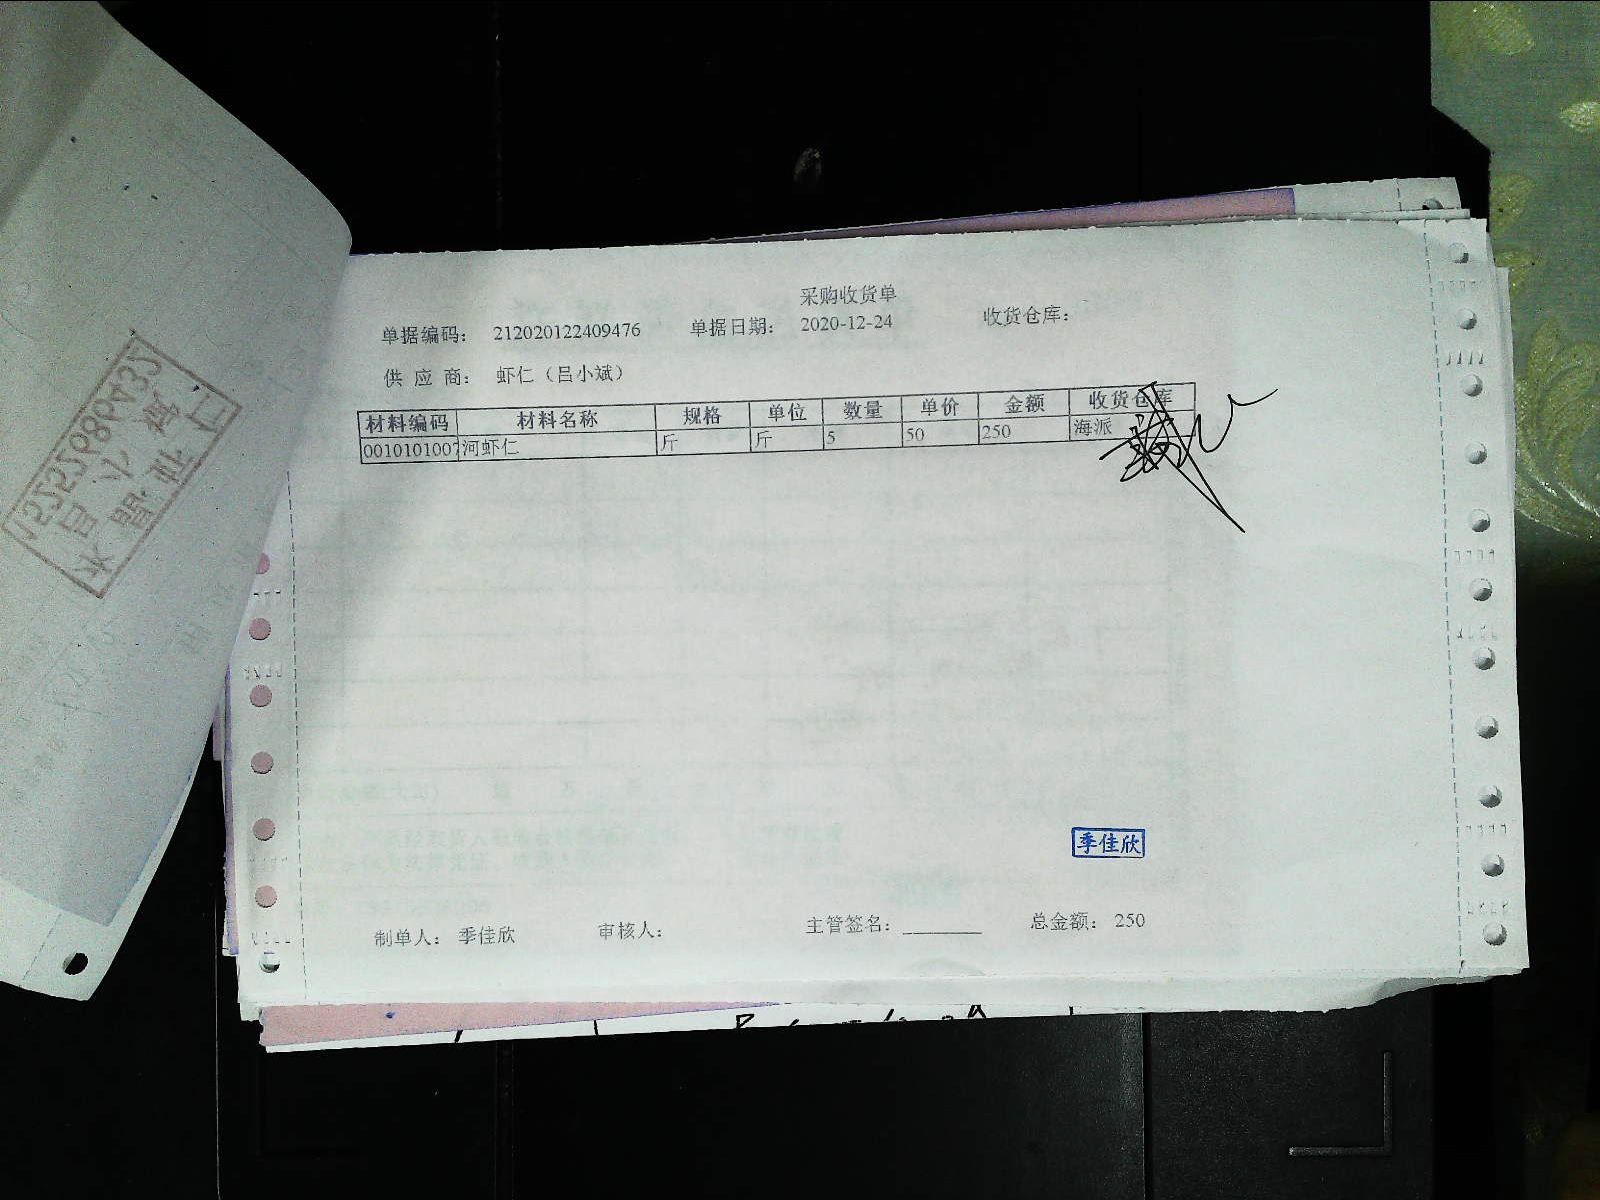 采购收货单
单据编码： 212020122409476 单据日期： 2020-12-24 收货仓库：
供 应 商： 虾仁（吕小斌）
材料编码 材料名称 规格 单位 数量 单价 金额 收货仓库
0010101007 河虾仁 斤 斤 5 50 250 海派
季佳欣
制单人： 季佳欣 审核人： 主管签名： 总金额： 250